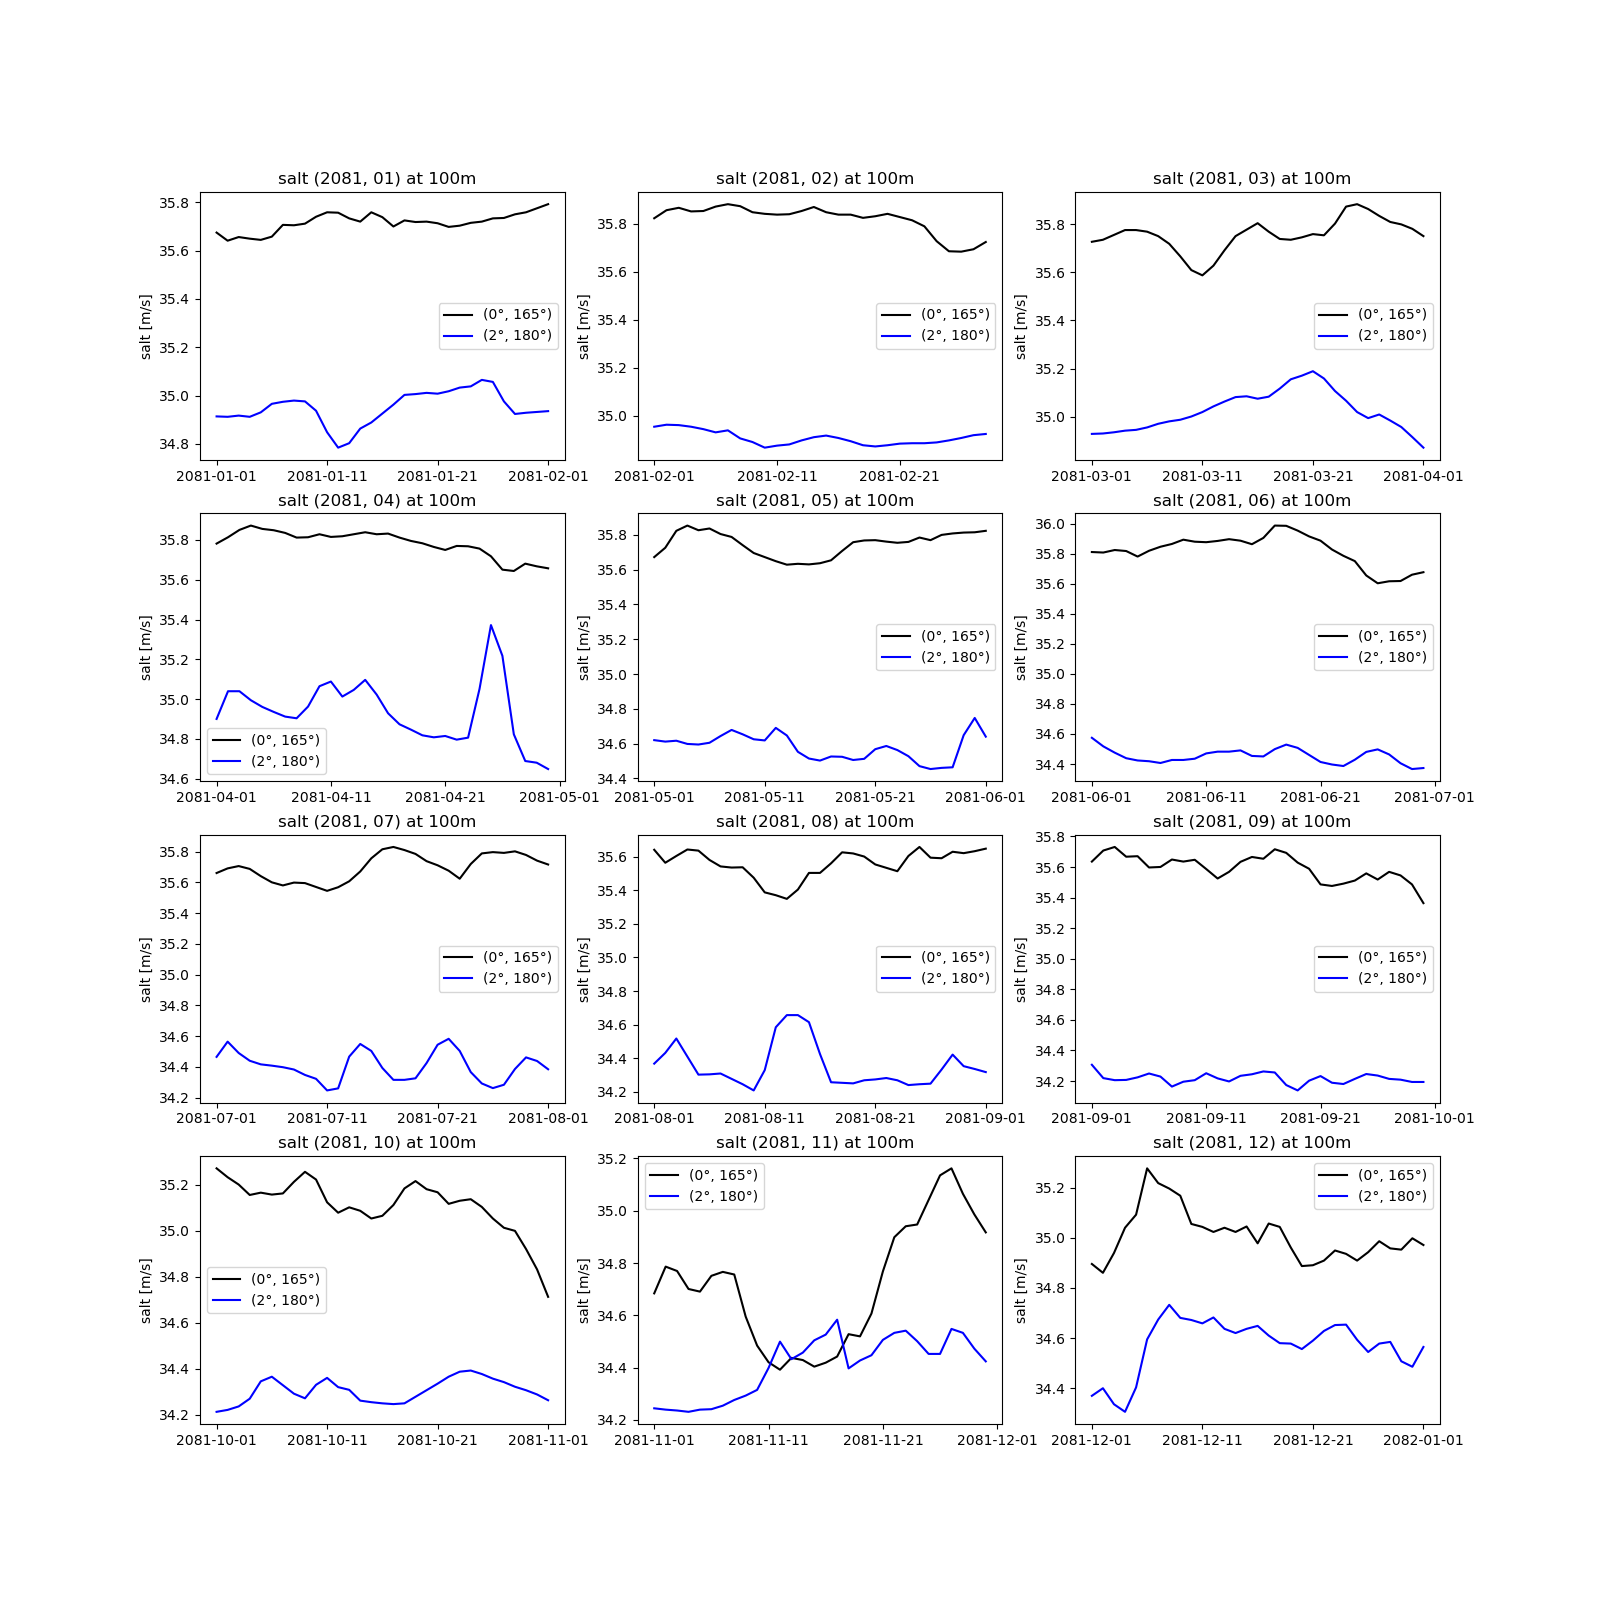 salt (2081, 01) at 100m
salt [m/s]
35.8
35.6
35.4
35.2
35.0
34.8
(0°, 165°)
(2°, 180°)
2081-01-01 2081-01-11 2081-01-21 2081-02-01
salt (2081, 02) at 100m
salt [m/s]
35.8
35.6
35.4
35.2
35.0
(0°, 165°)
(2°, 180°)
2081-02-01 2081-02-11 2081-02-21
salt (2081, 03) at 100m
salt [m/s]
35.8
35.6
35.4
35.2
35.0
(0°, 165°)
(2°, 180°)
2081-03-01 2081-03-11 2081-03-21 2081-04-01
salt (2081, 04) at 100m
salt [m/s]
35.8
35.6
35.4
35.2
35.0
34.8
34.6
(0°, 165°)
(2°, 180°)
2081-04-01 2081-04-11 2081-04-21 2081-05-01
salt (2081, 05) at 100m
salt [m/s]
35.8
35.6
35.4
35.2
35.0
34.8
34.6
34.4
(0°, 165°)
(2°, 180°)
2081-05-01 2081-05-11 2081-05-21 2081-06-01
salt (2081, 06) at 100m
salt [m/s]
36.0
35.8
35.6
35.4
35.2
35.0
34.8
34.6
34.4
(0°, 165°)
(2°, 180°)
2081-06-01 2081-06-11 2081-06-21 2081-07-01
salt (2081, 07) at 100m
salt [m/s]
35.8
35.6
35.4
35.2
35.0
34.8
34.6
34.4
34.2
(0°, 165°)
(2°, 180°)
2081-07-01 2081-07-11 2081-07-21 2081-08-01
salt (2081, 08) at 100m
salt [m/s]
35.6
35.4
35.2
35.0
34.8
34.6
34.4
34.2
(0°, 165°)
(2°, 180°)
2081-08-01 2081-08-11 2081-08-21 2081-09-01
salt (2081, 09) at 100m
salt [m/s]
35.8
35.6
35.4
35.2
35.0
34.8
34.6
34.4
34.2
(0°, 165°)
(2°, 180°)
2081-09-01 2081-09-11 2081-09-21 2081-10-01
salt (2081, 10) at 100m
salt [m/s]
35.2
35.0
34.8
34.6
34.4
34.2
(0°, 165°)
(2°, 180°)
2081-10-01 2081-10-11 2081-10-21 2081-11-01
salt (2081, 11) at 100m
salt [m/s]
35.2
35.0
34.8
34.6
34.4
34.2
(0°, 165°)
(2°, 180°)
2081-11-01 2081-11-11 2081-11-21 2081-12-01
salt (2081, 12) at 100m
salt [m/s]
35.2
35.0
34.8
34.6
34.4
(0°, 165°)
(2°, 180°)
2081-12-01 2081-12-11 2081-12-21 2082-01-01